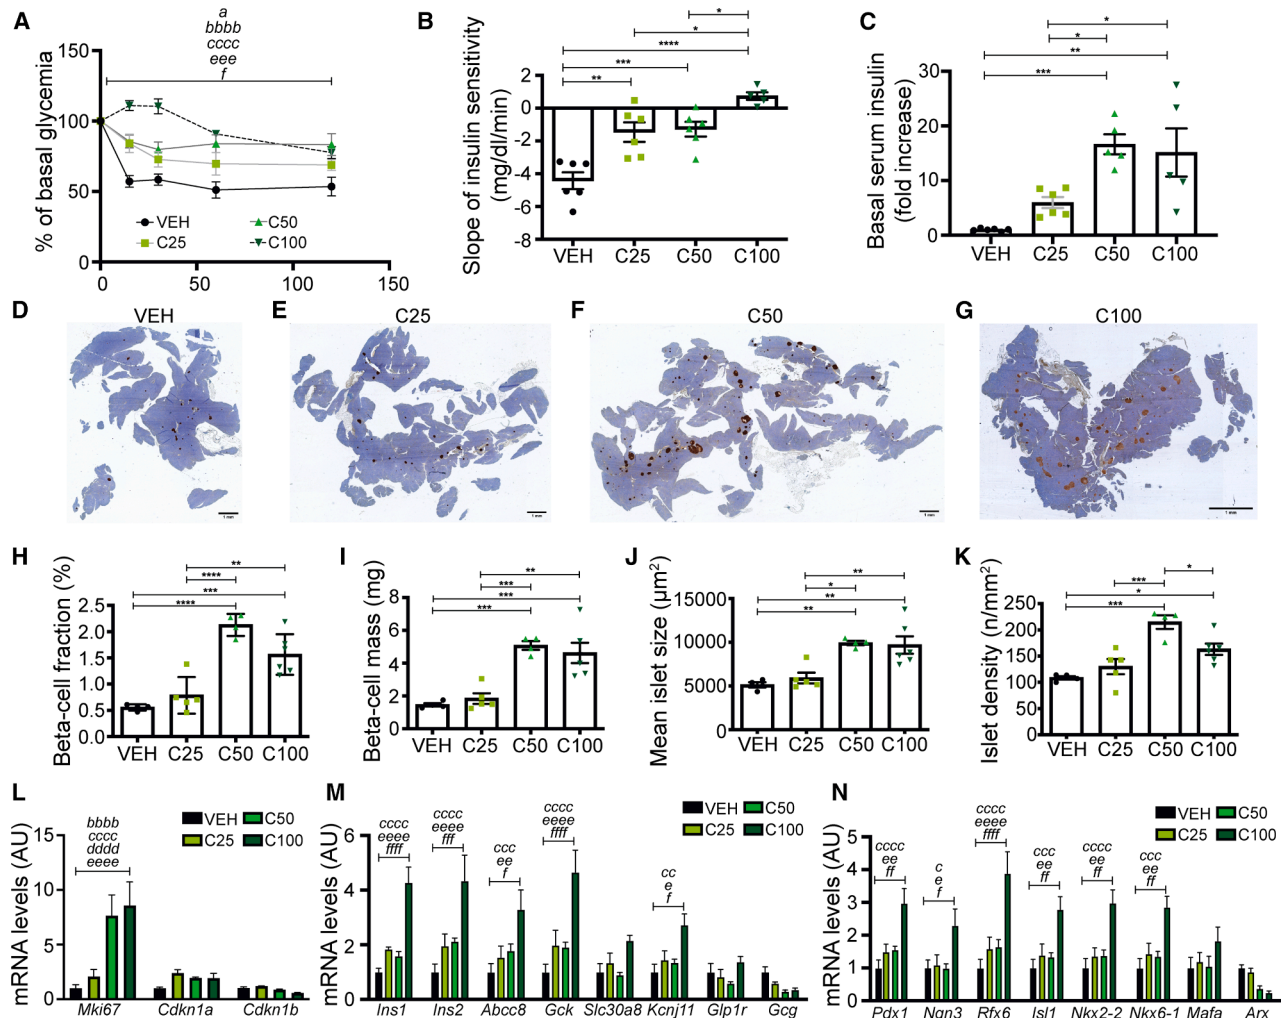 A
a
bbbb
cccc
eee
f
% of basal glycemia
150
100
50
0
0 50 100 150
VEH
C25
C50
C100
B
Slope of insulin sensitivity
(mg/dl/min)
*
*
****
***
**
2
0
-2
-4
-6
-8
VEH C25 C50 C100
C
Basal serum insulin
(fold increase)
*
*
**
***
30
20
10
0
VEH C25 C50 C100
D
VEH
1 mm
E
C25
1 mm
F
C50
1 mm
G
C100
1 mm
H
Beta-cell fraction (%)
**
****
***
****
2.5
2.0
1.5
1.0
0.5
0.0
VEH C25 C50 C100
I
Beta-cell mass (mg)
**
***
***
***
8
6
4
2
0
VEH C25 C50 C100
J
Mean islet size (µm²)
**
*
**
**
15000
10000
5000
0
VEH C25 C50 C100
K
Islet density (n/mm²)
*
***
*
***
250
200
150
100
50
0
VEH C25 C50 C100
L
mRNA levels (AU)
bbbb
cccc
dddd
eeee
VEH C50
C25 C100
15
10
5
0
Mki67 Cdkn1a Cdkn1b
M
mRNA levels (AU)
VEH C50
C25 C100
6
4
2
0
cccc
eeee
ffff
cccc
eeee
fff
ccc
ee
f
cccc
eeee
ffff
cc
e
f
Ins1 Ins2 Abcc8 Gck Slc30a8 Kcnj11 Glp1r Gcg
N
mRNA levels (AU)
VEH C50
C25 C100
5
4
3
2
1
0
cccc
ee
ff
c
e
f
cccc
eeee
ffff
ccc
ee
ff
cccc
ee
ff
ccc
ee
ff
Pdx1 Ngn3 Rfx6 Isl1 Nkx2-2 Nkx6-1 Mafa Arx